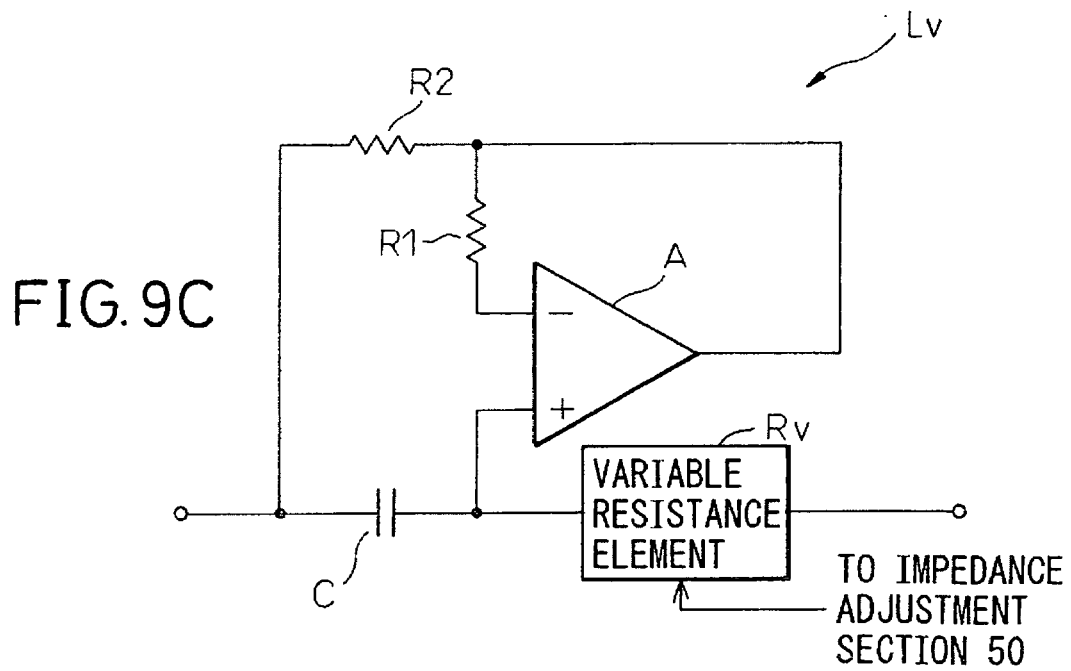 Lv
R2
R1
A
FIG. 9C
−
+
Rv
VARIABLE
RESISTANCE
ELEMENT
C
TO IMPEDANCE
ADJUSTMENT
SECTION 50